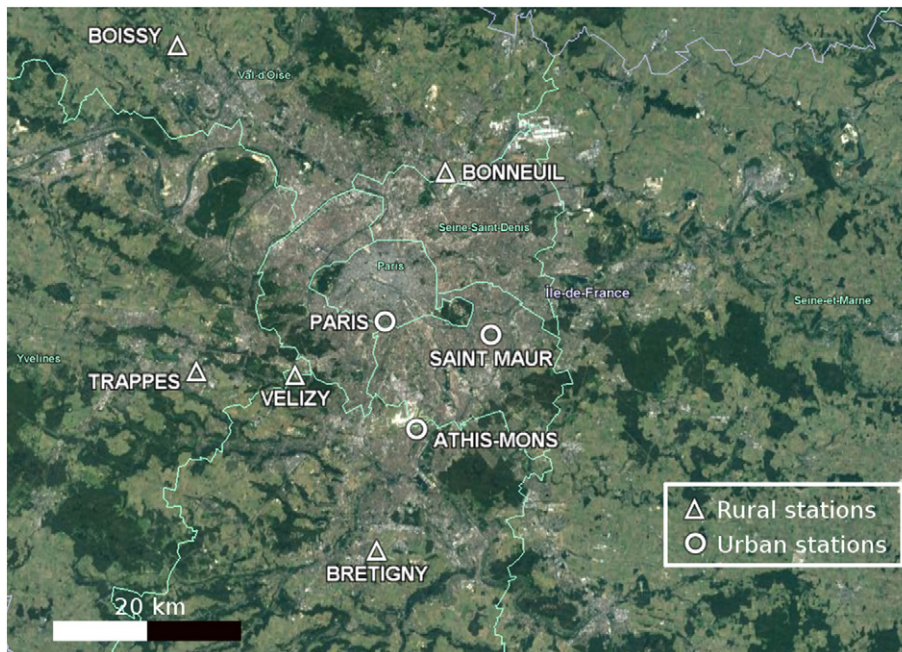 BOISSY
Val-d'Oise
BONNEUIL
Seine-Saint-Denis
Paris
Île-de-France
Seine-et-Marne
PARIS
SAINT MAUR
Yvelines
TRAPPES
VELIZY
ATHIS-MONS
Rural stations
Urban stations
BRETIGNY
20 km